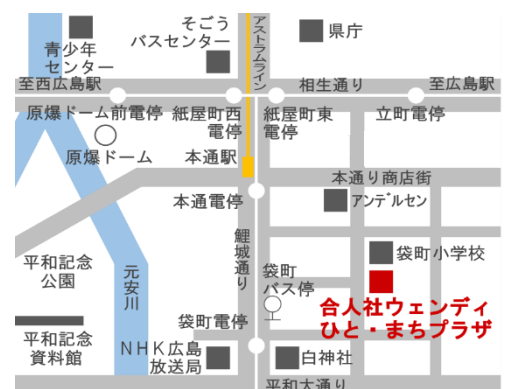 そごう
バスセンター
アストラムライン
県庁
青少年
センター
至西広島駅
相生通り
至広島駅
原爆ドーム前電停
紙屋町西
電停
紙屋町東
電停
立町電停
原爆ドーム
本通駅
本通り商店街
本通電停
アンデルセン
鯉城通り
袋町小学校
平和記念
公園
元安川
袋町
バス停
合人社ウェンディ
ひと・まちプラザ
袋町電停
平和記念
資料館
NHK広島
放送局
白神社
平和大通り